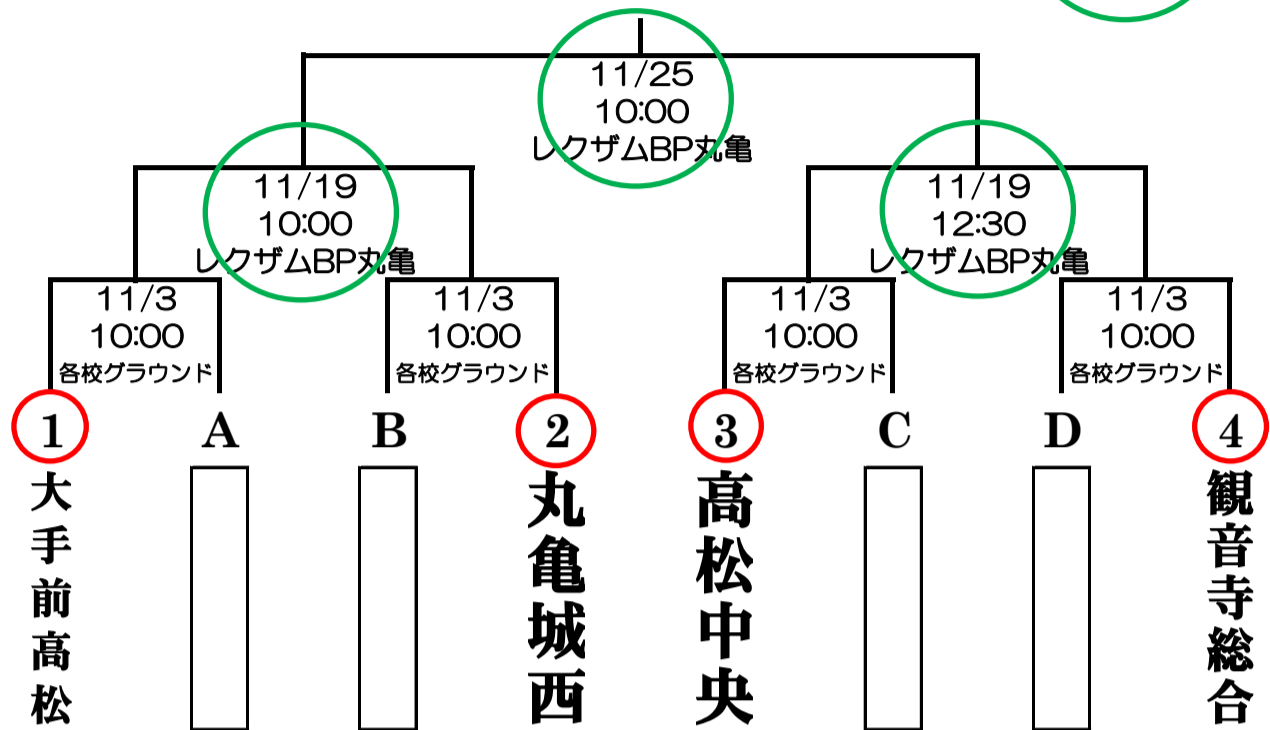 11/25
10:00
レクザムBP丸亀
11/19
10:00
レクザムBP丸亀
11/19
12:30
レクザムBP丸亀
11/3
10:00
各校グラウンド
11/3
10:00
各校グラウンド
11/3
10:00
各校グラウンド
11/3
10:00
各校グラウンド
1
A
B
2
3
C
D
4
大手前高松
丸亀城西
高松中央
観音寺総合